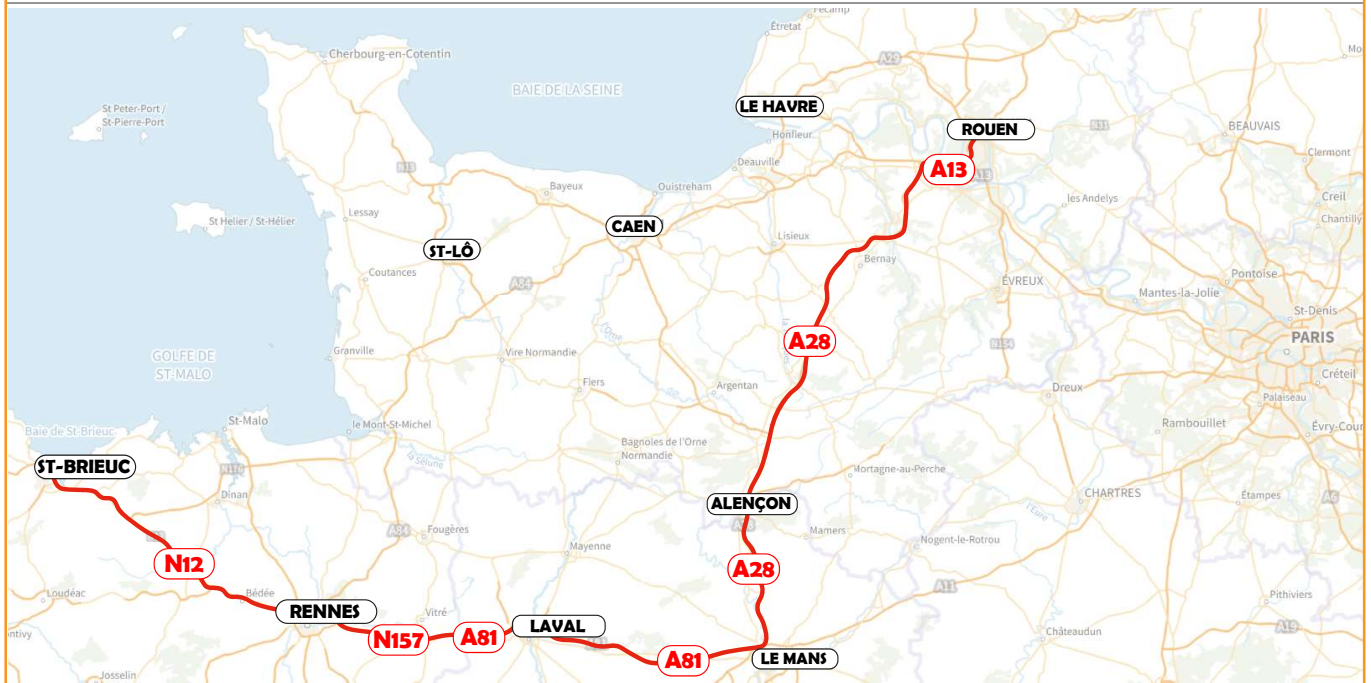 Fécamp
Étretat
Cherbourg-en-Cotentin
A29
BAIE DE LA SEINE
LE HAVRE
St Peter-Port /
St-Pierre-Port
ROUEN
N31
BEAUVAIS
Honfleur
Clermont
Deauville
A13
A13
N13
Bayeux
Ouistreham
les Andelys
Creil
Chantilly
Lessay
St Helier / St-Hélier
CAEN
Lisieux
ST-LÔ
Bernay
Coutances
A84
ÉVREUX
Pontoise
Mantes-la-Jolie
St-Denis
l'Orne
A28
PARIS
N154
GOLFE DE
ST-MALO
Granville
Vire Normandie
Flers
Argentan
Dreux
Créteil
Palaiseau
St-Malo
le Mont-St-Michel
Rambouillet
Évry-Cour
Baie de St-Brieuc
Bagnoles de l'Orne
Normandie
la Sélune
ST-BRIEUC
N176
Mortagne-au-Perche
Dinan
CHARTRES
Étampes
A6
ALENÇON
l'Eure
A84
Fougères
Mamers
Nogent-le-Rotrou
Mayenne
N12
A28
A11
Loudéac
Bédée
Pithiviers
RENNES
Vitré
LAVAL
A19
N157
A81
Châteaudun
ntivy
A81
LE MANS
Josselin